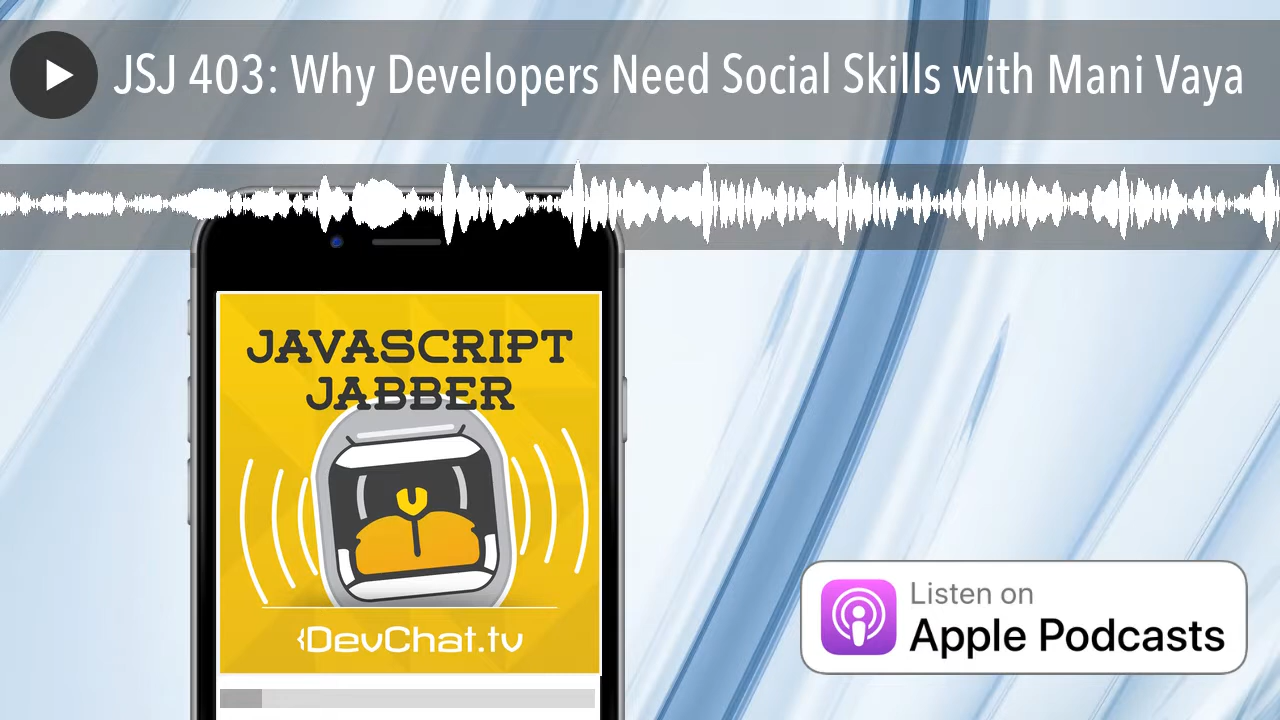 JSJ 403: Why Developers Need Social Skills with Mani Vaya
JAVASCRIPT
JABBER
{DevChat.tv
Listen on
Apple Podcasts